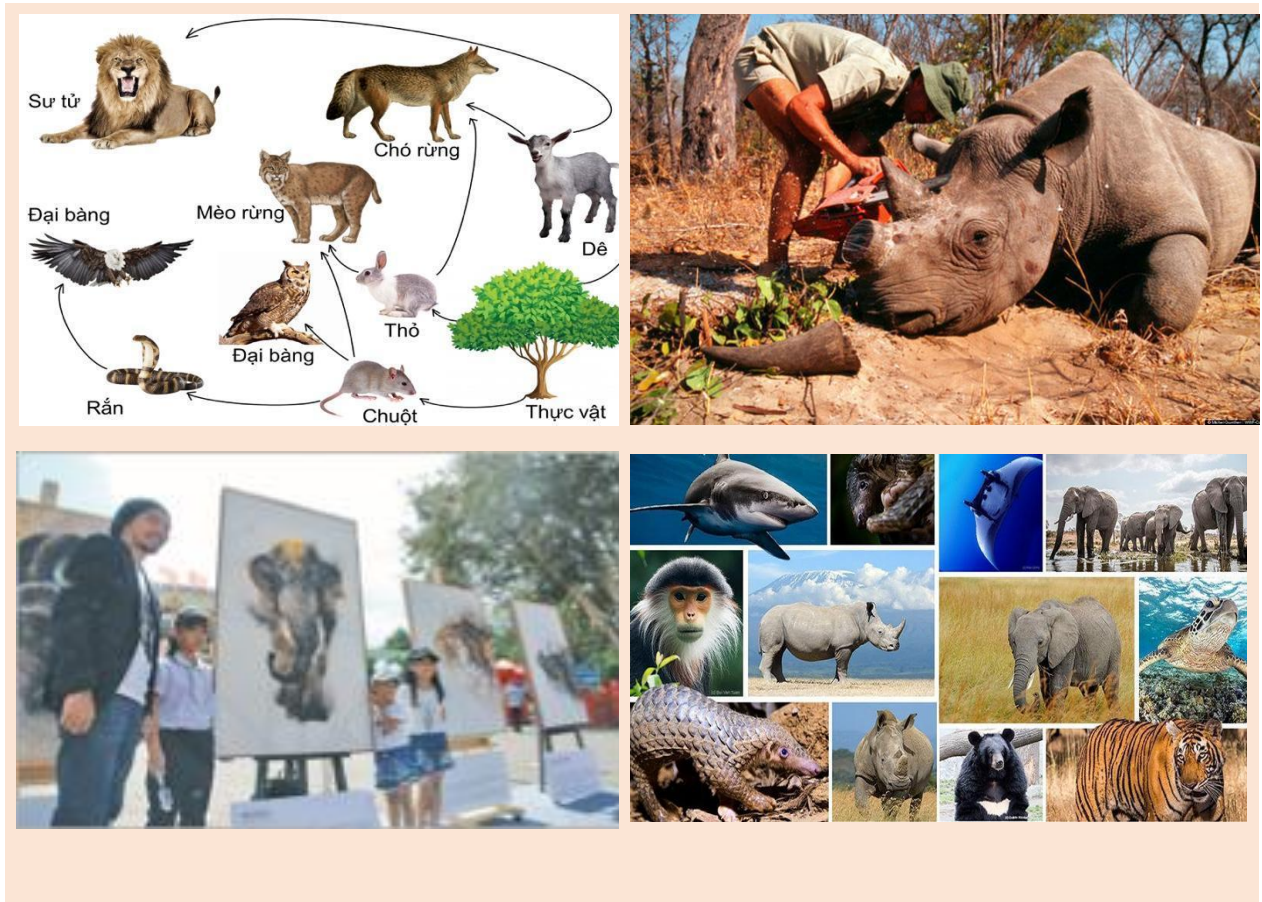 Sư tử
Chó rừng
Mèo rừng
Đại bàng
Dê
Thỏ
Đại bàng
Rắn
Chuột
Thực vật